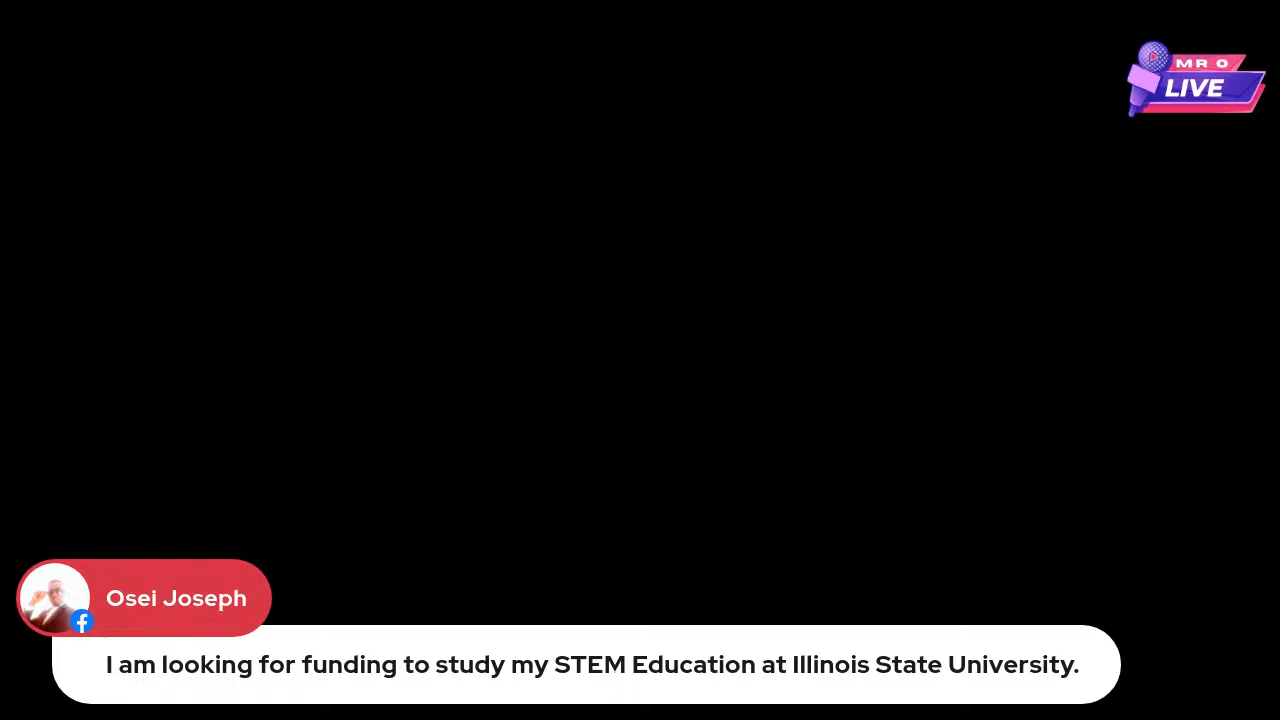 MR O
LIVE
Osei Joseph
I am looking for funding to study my STEM Education at Illinois State University.